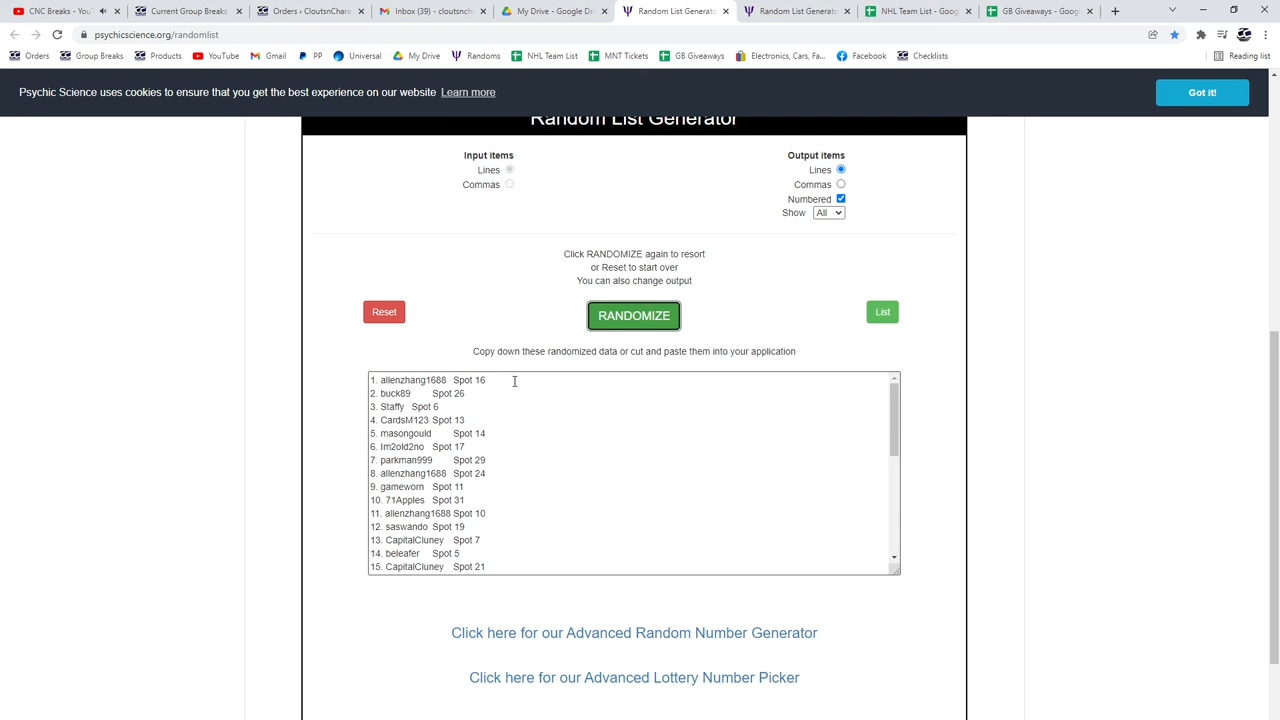 CNC Breaks - YouT
Current Group Breaks
Orders · CloutsnChara
Inbox (39) - cloutsnch
My Drive - Google Dri
Random List Generato
Random List Generato
NHL Team List - Goog
GB Giveaways - Goog
psychicscience.org/randomlist
Orders
Group Breaks
Products
YouTube
Gmail
PP
Universal
My Drive
Randoms
NHL Team List
MNT Tickets
GB Giveaways
Electronics, Cars, Fa...
Facebook
Checklists
Reading list
Psychic Science uses cookies to ensure that you get the best experience on our website Learn more
Got it!
Random List Generator
Input items
Lines
Commas
Output items
Lines
Commas
Numbered
Show All
Click RANDOMIZE again to resort
or Reset to start over
You can also change output
Reset
RANDOMIZE
List
Copy down these randomized data or cut and paste them into your application
1. allenzhang1688 Spot 16
2. buck89 Spot 26
3. Staffy Spot 6
4. CardsM123 Spot 13
5. masongould Spot 14
6. Im2old2no Spot 17
7. parkman999 Spot 29
8. allenzhang1688 Spot 24
9. gameworn Spot 11
10. 71Apples Spot 31
11. allenzhang1688 Spot 10
12. saswando Spot 19
13. CapitalCluney Spot 7
14. beleafer Spot 5
15. CapitalCluney Spot 21
Click here for our Advanced Random Number Generator
Click here for our Advanced Lottery Number Picker